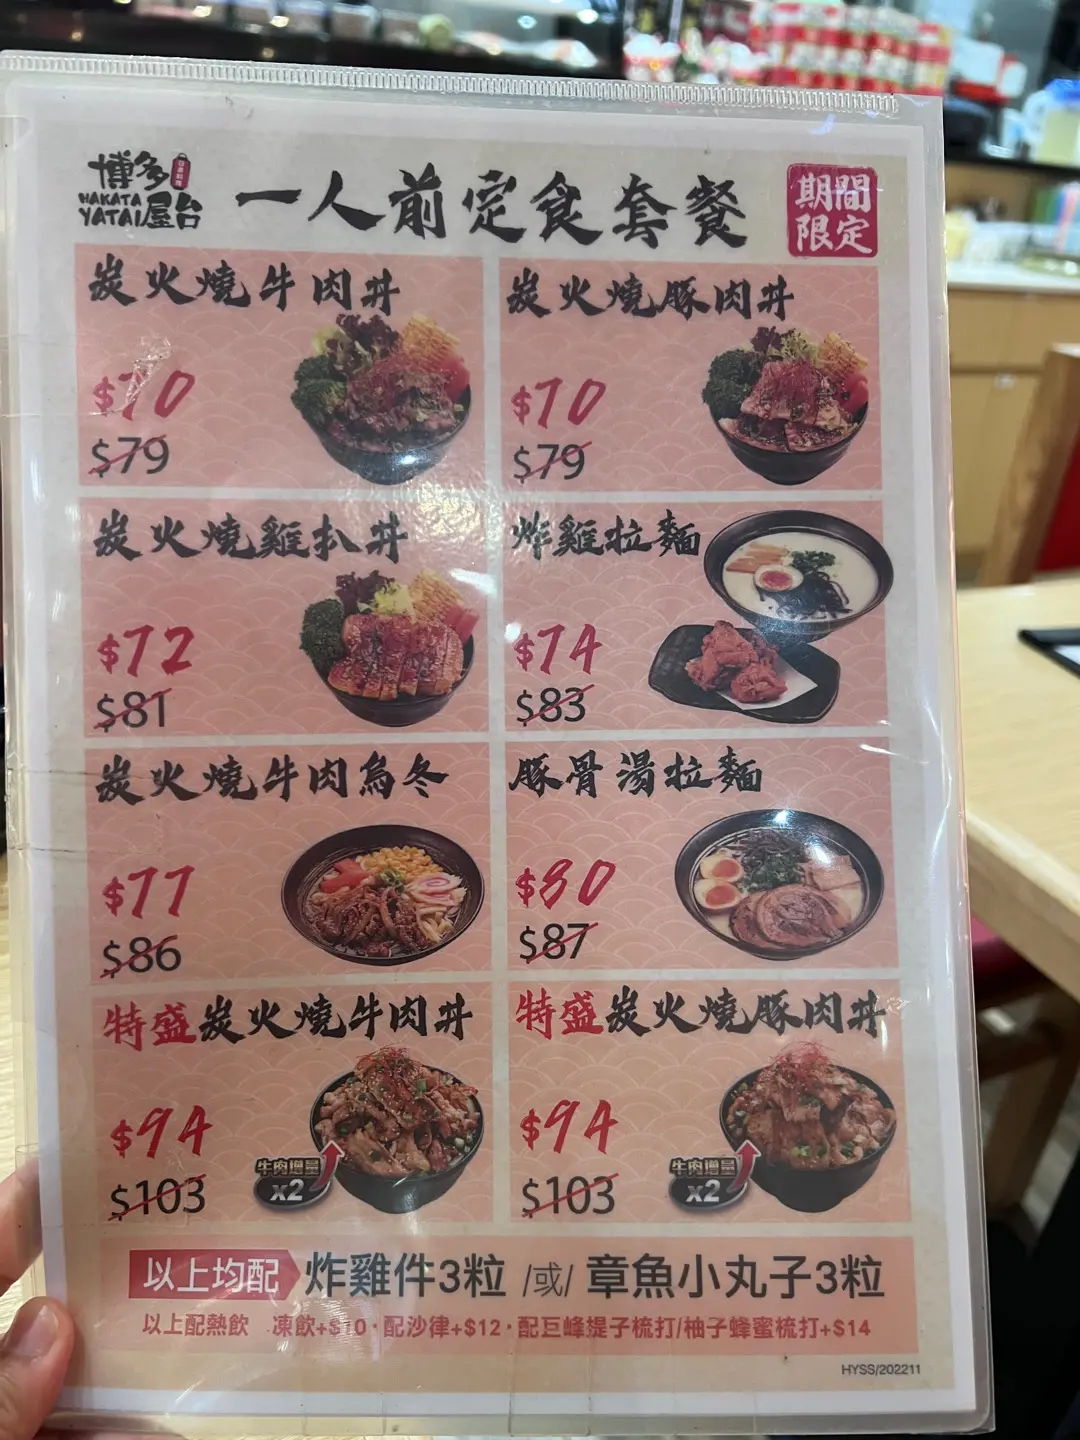 博多
日本料理
HAKATA
YATAI屋台
一人前定食套餐
期間
限定
炭火燒牛肉丼
$70
$79
炭火燒豚肉丼
$70
$79
炭火燒雞扒丼
$72
$81
炸雞拉麵
$74
$83
炭火燒牛肉烏冬
$77
$86
豚骨湯拉麵
$80
$87
特盛炭火燒牛肉丼
$94
$103
牛肉增量
x2
特盛炭火燒豚肉丼
$94
$103
牛肉增量
x2
以上均配 炸雞件3粒 /或/ 章魚小丸子3粒
以上配熱飲 凍飲+$10·配沙律+$12·配巨峰提子梳打/柚子蜂蜜梳打+$14
HYSS/202211